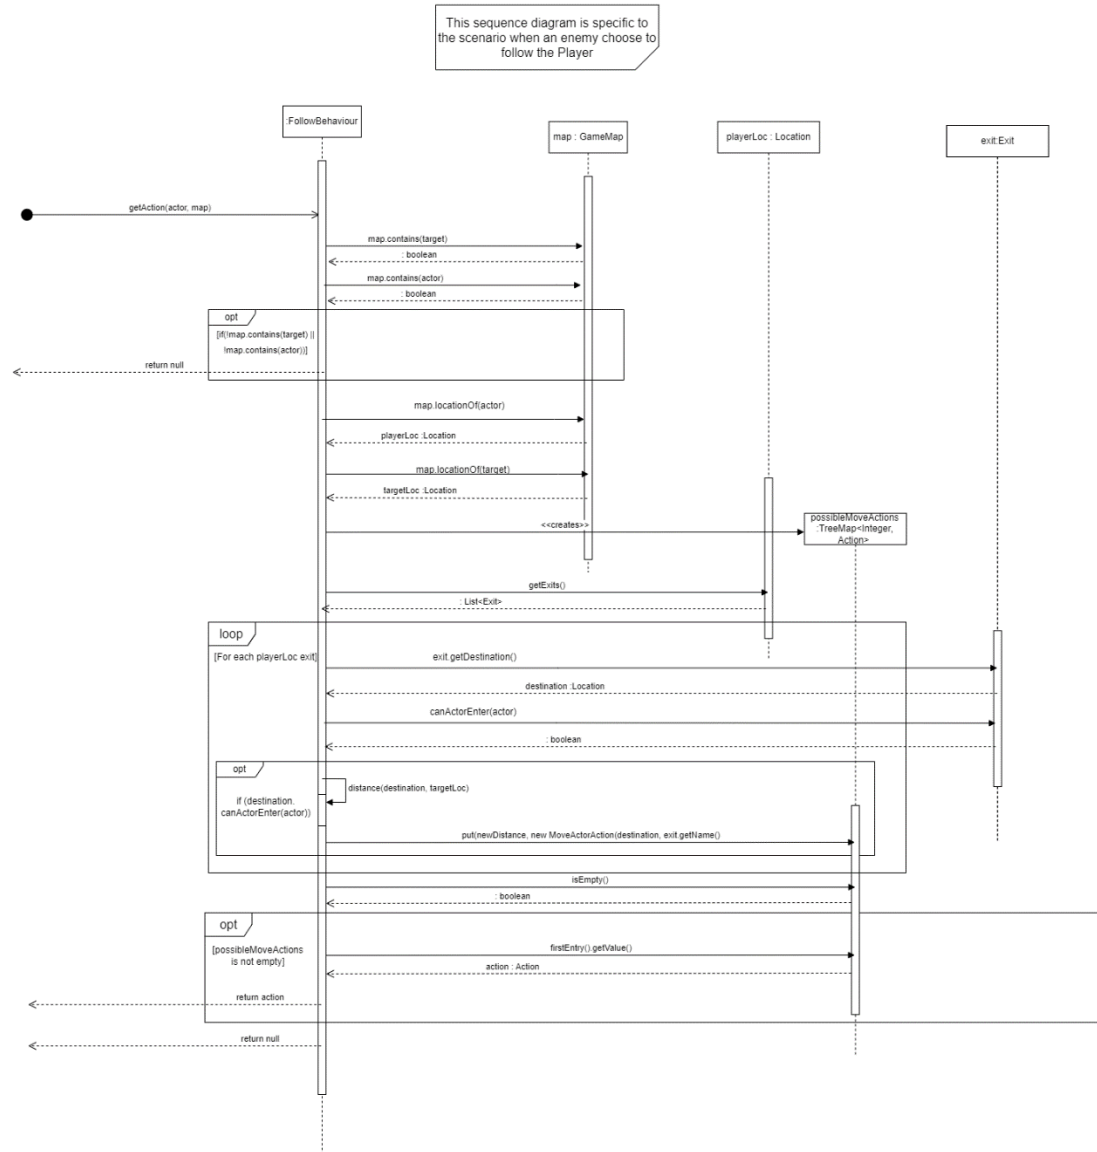 This sequence diagram is specific to
the scenario when an enemy choose to
follow the Player
:FollowBehaviour
map : GameMap
playerLoc : Location
exit:Exit
getAction(actor, map)
map.contains(target)
: boolean
map.contains(actor)
: boolean
opt
[if(!map.contains(target) ||
!map.contains(actor))]
return null
map.locationOf(actor)
playerLoc :Location
map.locationOf(target)
targetLoc :Location
<<creates>>
possibleMoveActions
:TreeMap<Integer,
Action>
getExits()
: List<Exit>
loop
[For each playerLoc exit]
exit.getDestination()
destination :Location
canActorEnter(actor)
: boolean
opt
if (destination.
canActorEnter(actor))
distance(destination, targetLoc)
put(newDistance, new MoveActorAction(destination, exit.getName()
isEmpty()
: boolean
opt
[possibleMoveActions
is not empty]
firstEntry().getValue()
action : Action
return action
return null